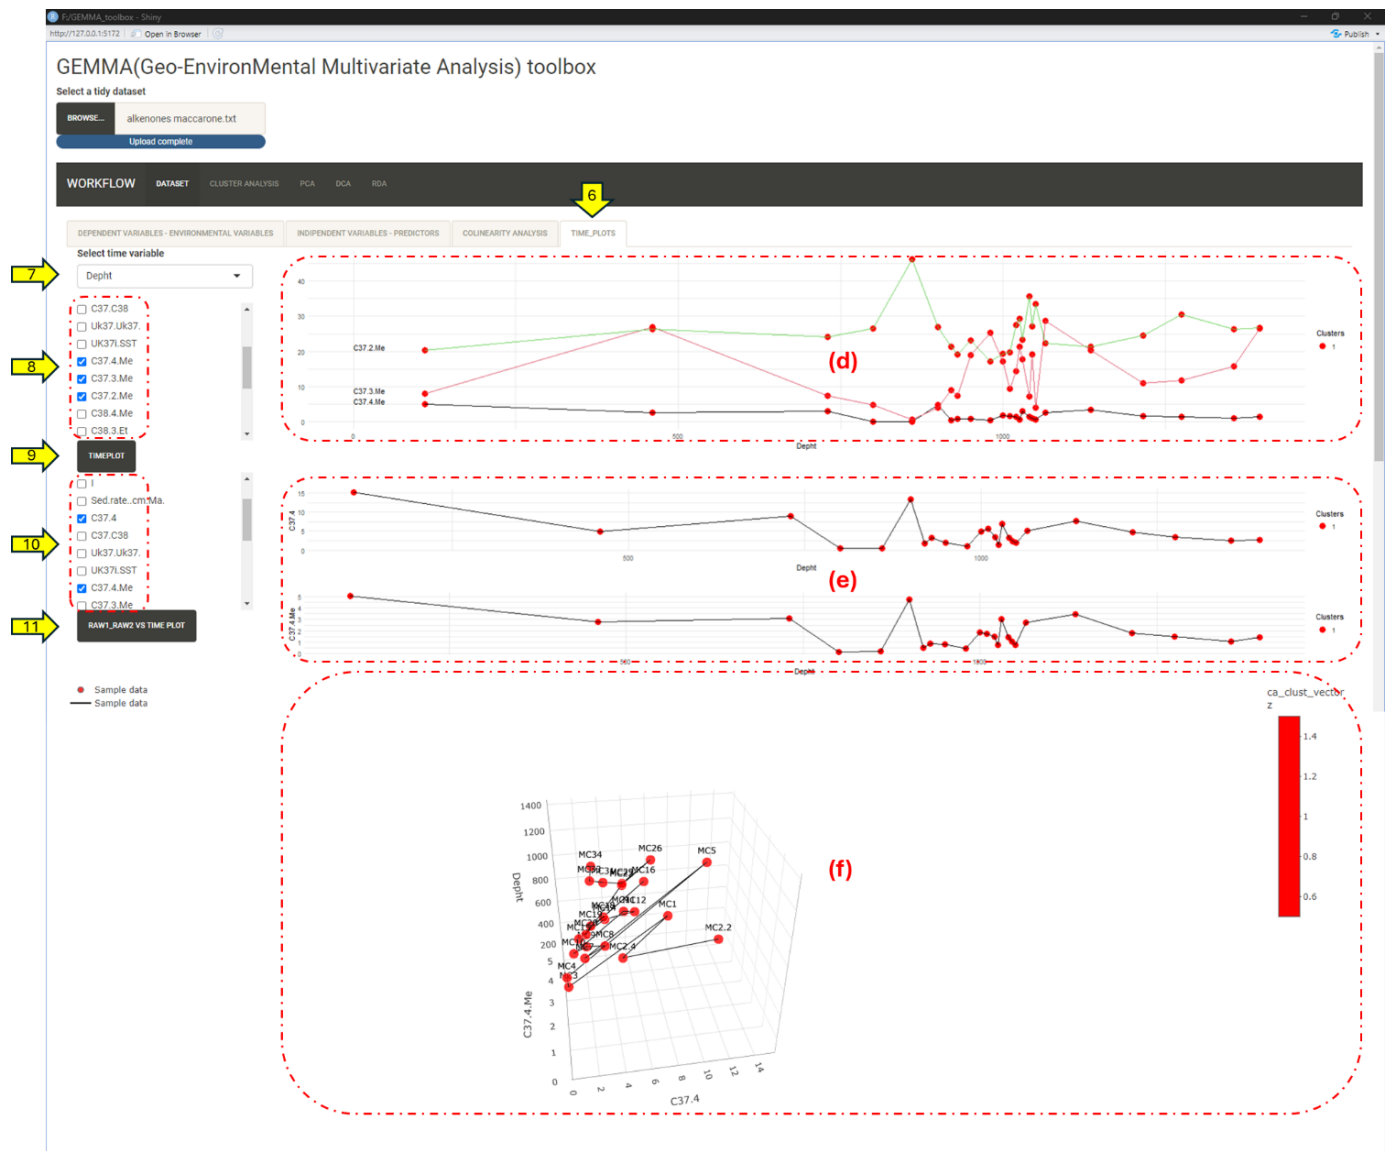 F:/GEMMA_toolbox - Shiny
http://127.0.0.1:5172 Open in Browser Publish
GEMMA(Geo-EnvironMental Multivariate Analysis) toolbox
Select a tidy dataset
BROWSE... alkenones maccarone.txt
Upload complete
WORKFLOW DATASET CLUSTER ANALYSIS PCA DCA RDA
6
DEPENDENT VARIABLES - ENVIRONMENTAL VARIABLES INDIPENDENT VARIABLES - PREDICTORS COLINEARITY ANALYSIS TIME_PLOTS
Select time variable
7 Depht
C37.C38
Uk37.Uk37.
UK37i.SST
8 C37.4.Me
C37.3.Me
C37.2.Me
C38.4.Me
C38.3.Et
9 TIMEPLOT
I
Sed.rate..cm.Ma.
C37.4
10 C37.C38
Uk37.Uk37.
UK37i.SST
C37.4.Me
C37.3.Me
11 RAW1_RAW2 VS TIME PLOT
Sample data
Sample data
40
30
20
10
0
C37.2.Me
C37.3.Me
C37.4.Me
(d)
0 500 1000
Depht
Clusters
1
C37.4
15
10
5
0
500 1000
Depht
Clusters
1
(e)
C37.4.Me
5
4
3
2
1
0
500 1000
Depht
Clusters
1
ca_clust_vector
z
1.4
1.2
1
0.8
0.6
(f)
Depht
1400
1200
1000
800
600
400
200
C37.4.Me
5
4
3
2
1
0
0 2 4 6 8 10 12 14
C37.4
MC34
MC26
MC5
MC16
MC12
MC1
MC19
MC8
MC2.4
MC2.2
MC4